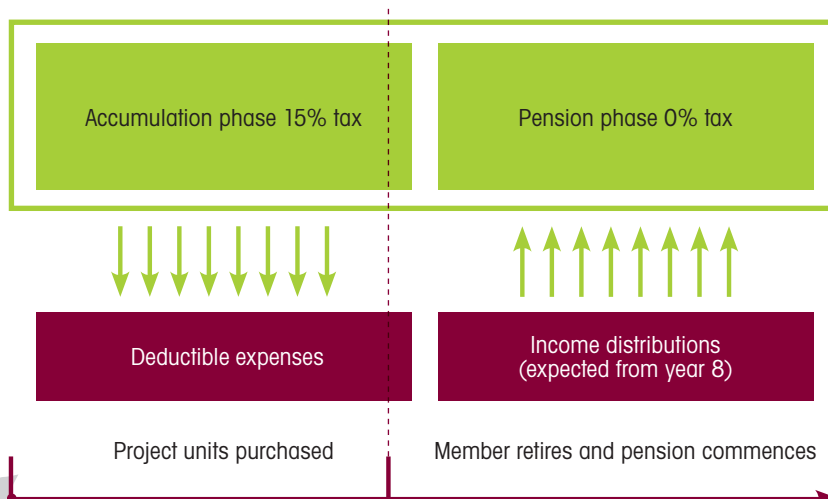 Accumulation phase 15% tax
Pension phase 0% tax
Deductible expenses
Income distributions
(expected from year 8)
Project units purchased
Member retires and pension commences